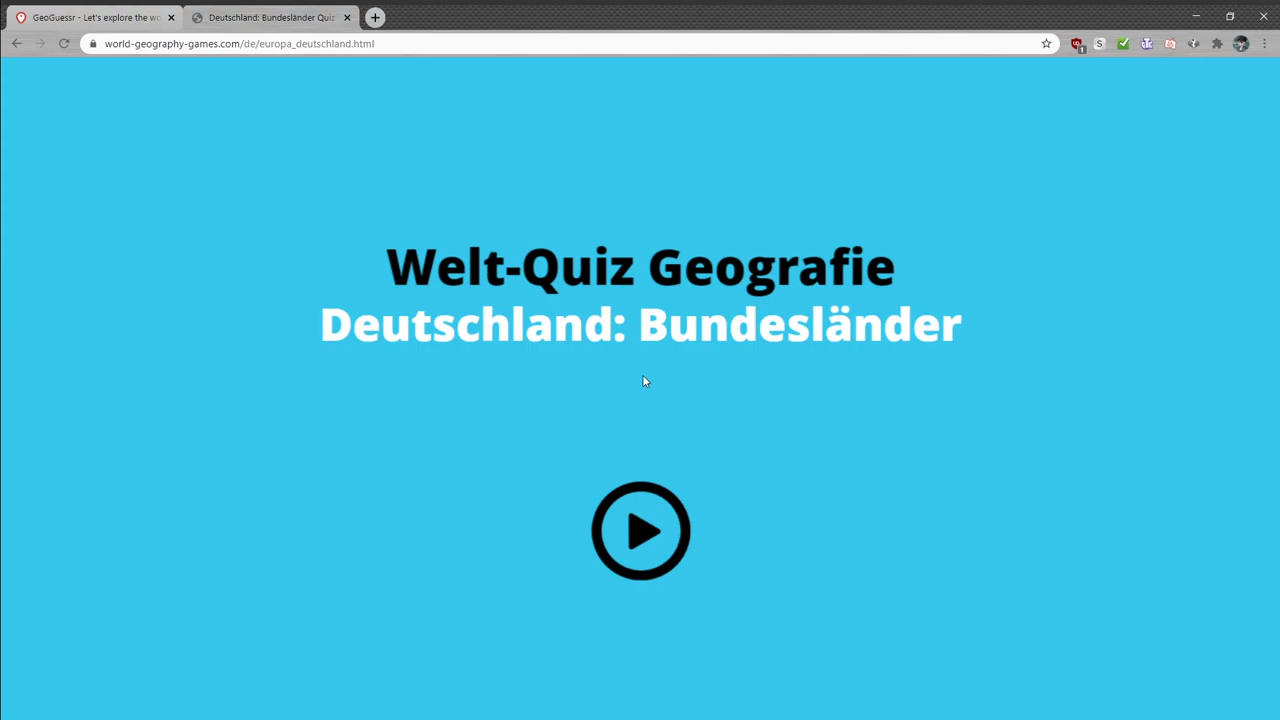 GeoGuessr - Let's explore the wo
Deutschland: Bundesländer Quiz
world-geography-games.com/de/europa_deutschland.html
1
S
Welt-Quiz Geografie
Deutschland: Bundesländer